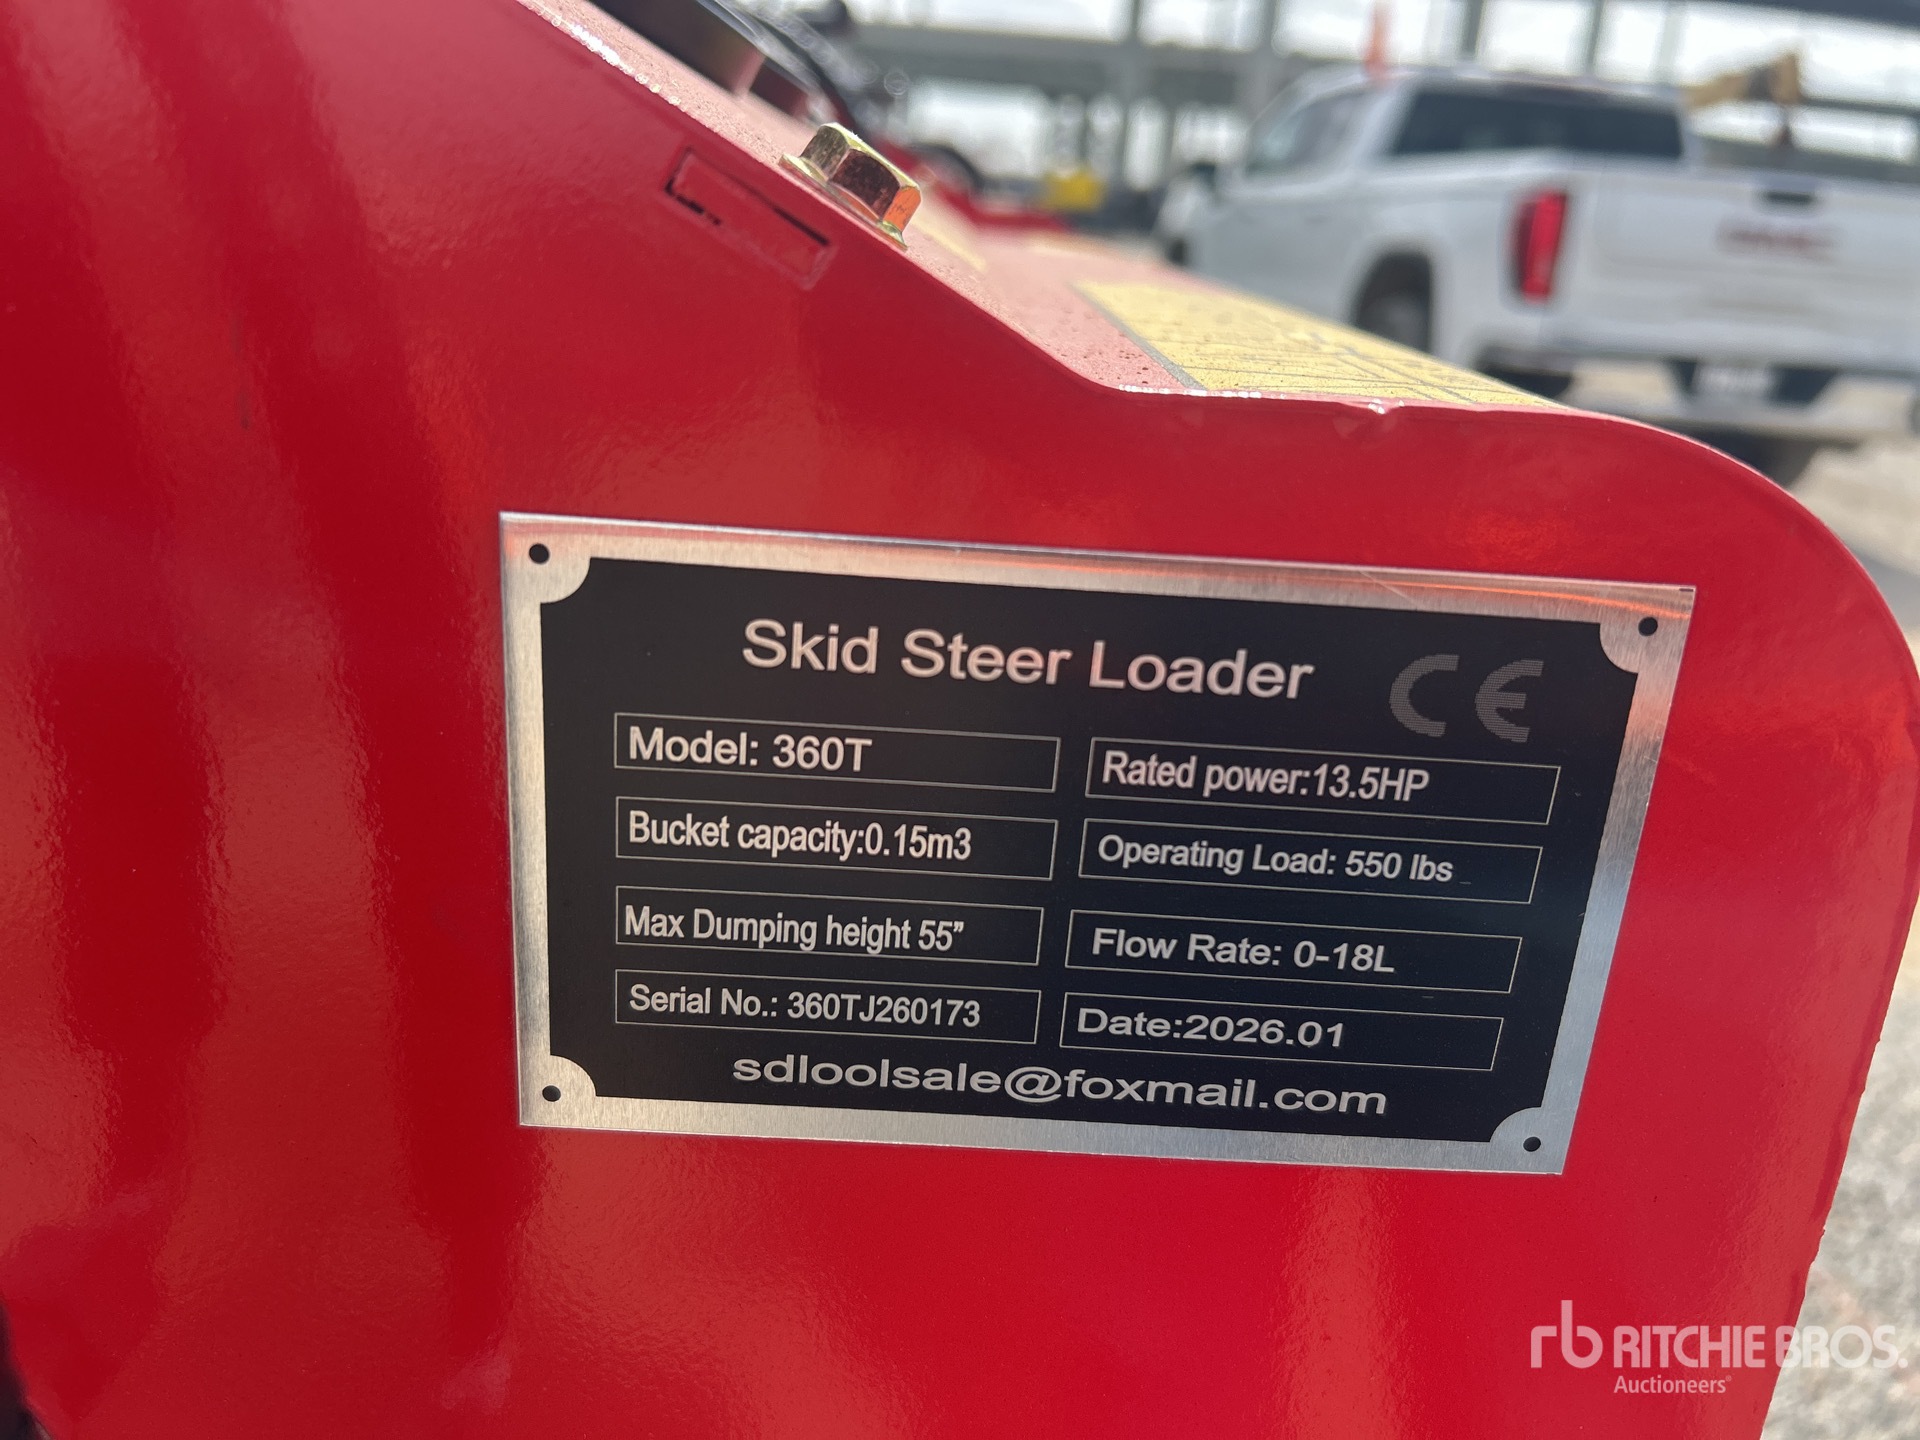 Skid Steer Loader CE
Model: 360T
Rated power:13.5HP
Bucket capacity:0.15m3
Operating Load: 550 lbs
Max Dumping height 55”
Flow Rate: 0-18L
Serial No.: 360TJ260173
Date:2026.01
sdloolsale@foxmail.com
rb RITCHIE BROS.
Auctioneers